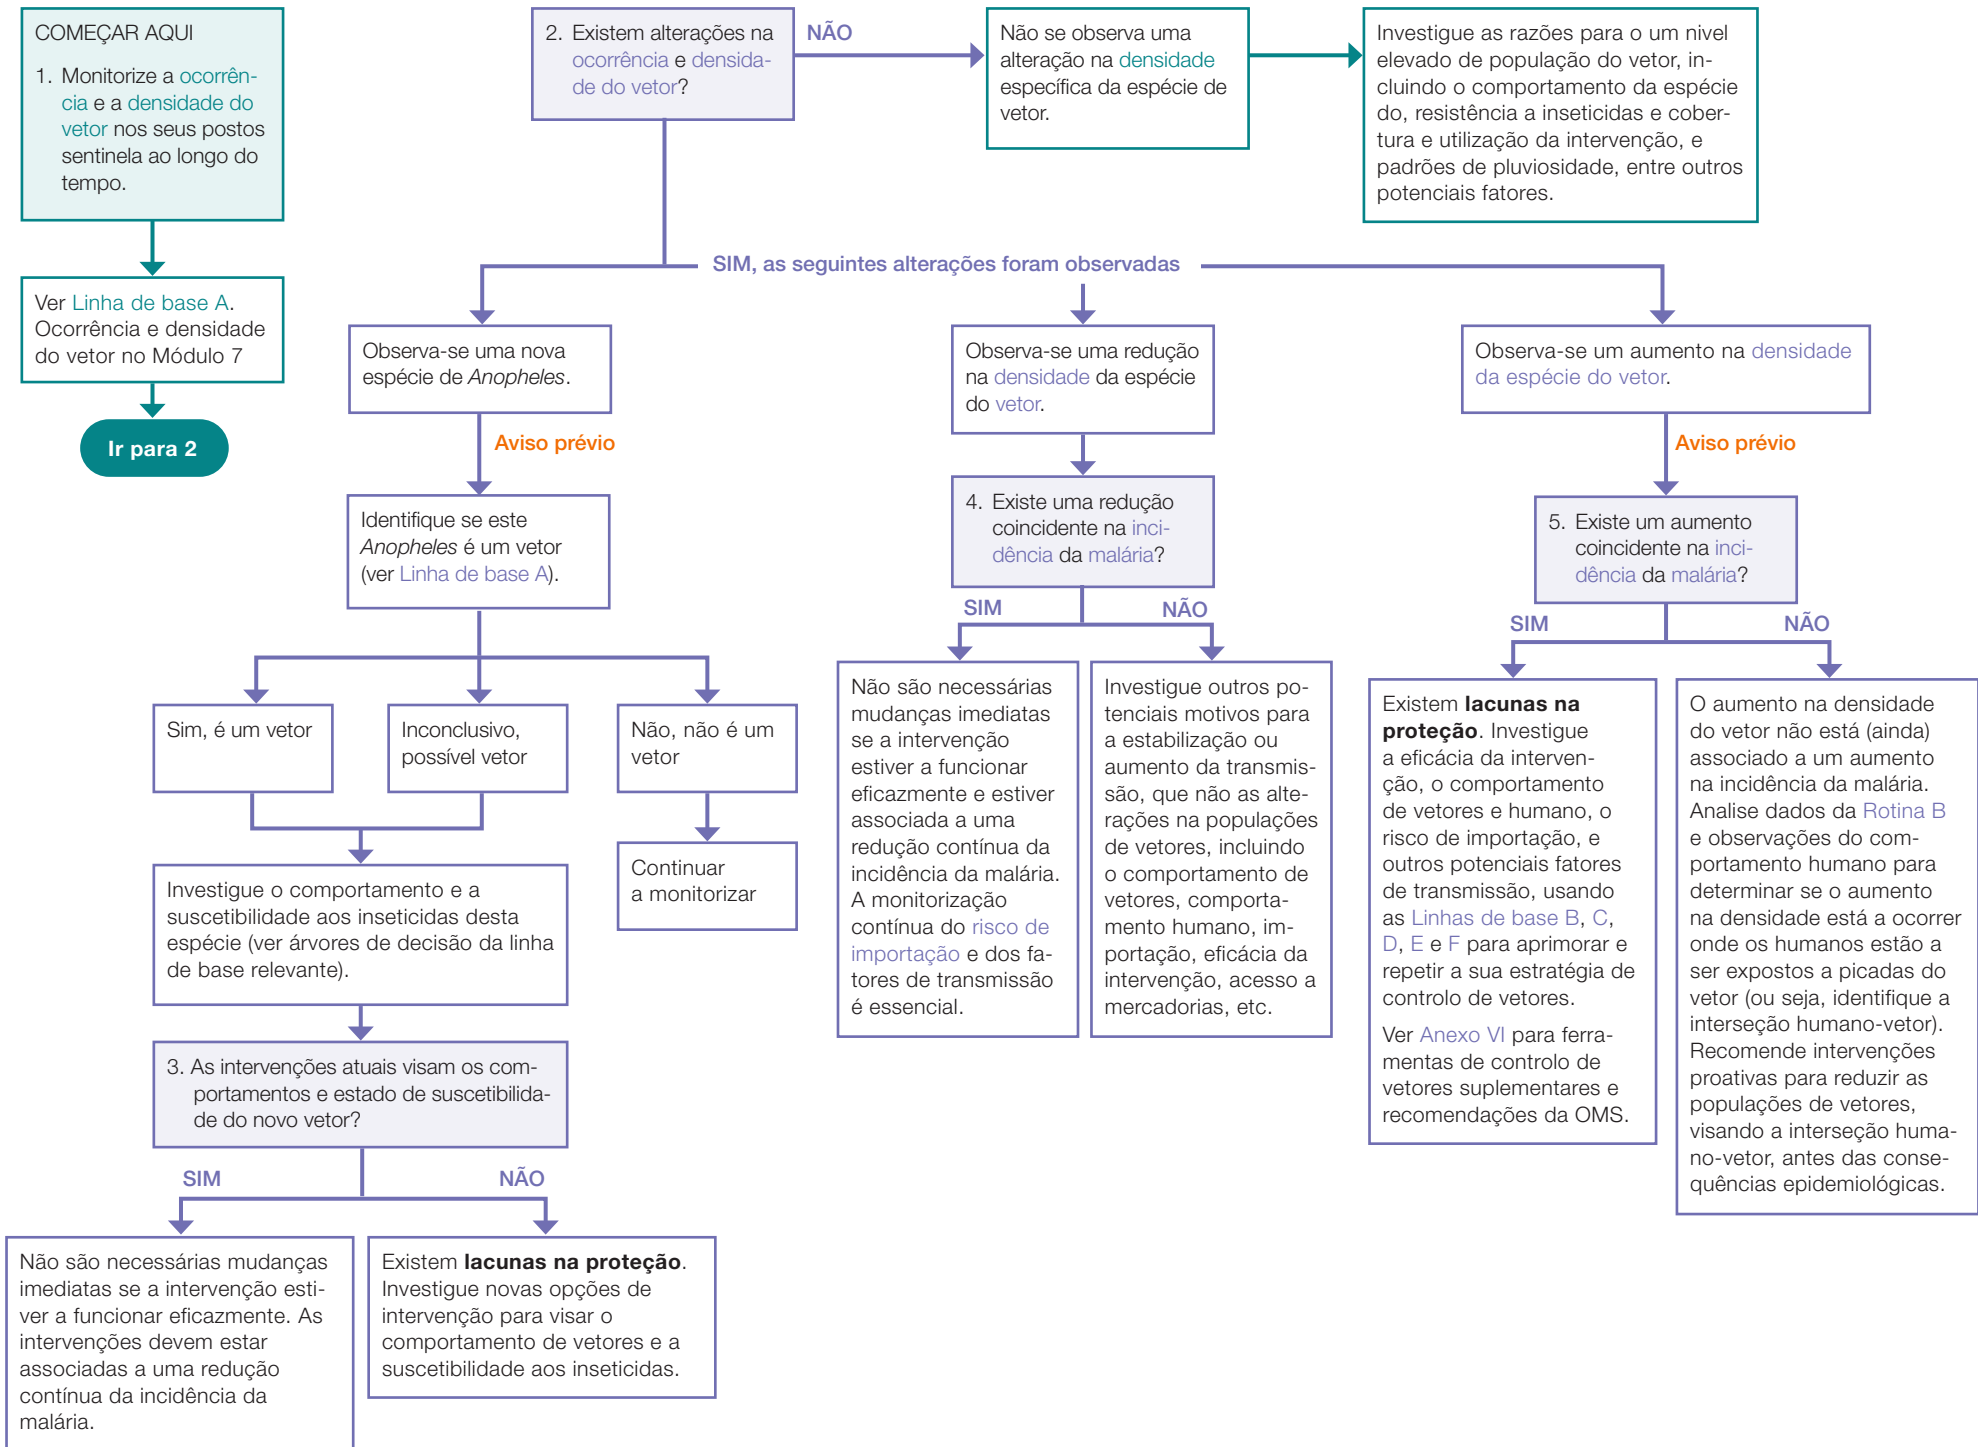 COMEÇAR AQUI
1. Monitorize a ocorrên-
cia e a densidade do
vetor nos seus postos
sentinela ao longo do
tempo.
Ver Linha de base A.
Ocorrência e densidade
do vetor no Módulo 7
Ir para 2
2. Existem alterações na
ocorrência e densida-
de do vetor?
NÃO
Não se observa uma
alteração na densidade
específica da espécie de
vetor.
Investigue as razões para o um nivel
elevado de população do vetor, in-
cluindo o comportamento da espécie
do, resistência a inseticidas e cober-
tura e utilização da intervenção, e
padrões de pluviosidade, entre outros
potenciais fatores.
SIM, as seguintes alterações foram observadas
Observa-se uma nova
espécie de Anopheles.
Aviso prévio
Identifique se este
Anopheles é um vetor
(ver Linha de base A).
Sim, é um vetor
Inconclusivo,
possível vetor
Não, não é um
vetor
Continuar
a monitorizar
Investigue o comportamento e a
suscetibilidade aos inseticidas desta
espécie (ver árvores de decisão da linha
de base relevante).
3. As intervenções atuais visam os com-
portamentos e estado de suscetibilida-
de do novo vetor?
SIM
NÃO
Não são necessárias mudanças
imediatas se a intervenção esti-
ver a funcionar eficazmente. As
intervenções devem estar
associadas a uma redução
contínua da incidência da
malária.
Existem lacunas na proteção.
Investigue novas opções de
intervenção para visar o
comportamento de vetores e a
suscetibilidade aos inseticidas.
Observa-se uma redução
na densidade da espécie
do vetor.
4. Existe uma redução
coincidente na inci-
dência da malária?
SIM
NÃO
Não são necessárias
mudanças imediatas
se a intervenção
estiver a funcionar
eficazmente e estiver
associada a uma
redução contínua da
incidência da malária.
A monitorização
contínua do risco de
importação e dos fa-
tores de transmissão
é essencial.
Investigue outros po-
tenciais motivos para
a estabilização ou
aumento da transmis-
são, que não as alte-
rações na populações
de vetores, incluindo
o comportamento de
vetores, comporta-
mento humano, im-
portação, eficácia da
intervenção, acesso a
mercadorias, etc.
Observa-se um aumento na densidade
da espécie do vetor.
Aviso prévio
5. Existe um aumento
coincidente na inci-
dência da malária?
SIM
NÃO
Existem lacunas na
proteção. Investigue
a eficácia da interven-
ção, o comportamento
de vetores e humano, o
risco de importação, e
outros potenciais fatores
de transmissão, usando
as Linhas de base B, C,
D, E e F para aprimorar e
repetir a sua estratégia de
controlo de vetores.
Ver Anexo VI para ferra-
mentas de controlo de
vetores suplementares e
recomendações da OMS.
O aumento na densidade
do vetor não está (ainda)
associado a um aumento
na incidência da malária.
Analise dados da Rotina B
e observações do com-
portamento humano para
determinar se o aumento
na densidade está a ocorrer
onde os humanos estão a
ser expostos a picadas do
vetor (ou seja, identifique a
interseção humano-vetor).
Recomende intervenções
proativas para reduzir as
populações de vetores,
visando a interseção huma-
no-vetor, antes das conse-
quências epidemiológicas.